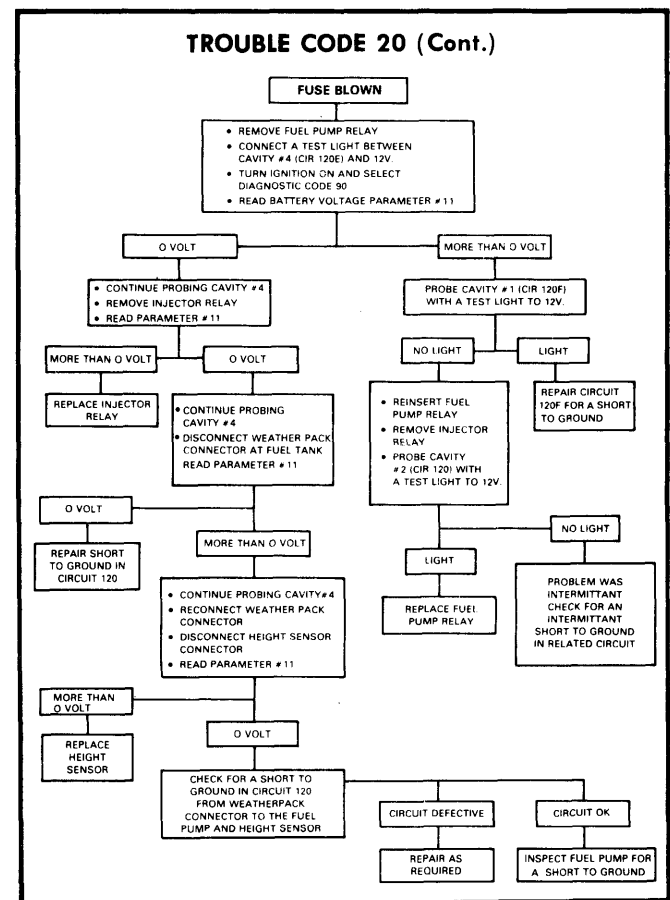 TROUBLE CODE 20 (Cont.)
FUSE BLOWN
• REMOVE FUEL PUMP RELAY
• CONNECT A TEST LIGHT BETWEEN
CAVITY #4 (CIR 120E) AND 12V.
• TURN IGNITION ON AND SELECT
DIAGNOSTIC CODE 90
• READ BATTERY VOLTAGE PARAMETER #11
O VOLT
MORE THAN O VOLT
• CONTINUE PROBING CAVITY #4
• REMOVE INJECTOR RELAY
• READ PARAMETER #11
PROBE CAVITY #1 (CIR 120F)
WITH A TEST LIGHT TO 12V.
MORE THAN O VOLT
O VOLT
NO LIGHT
LIGHT
REPLACE INJECTOR
RELAY
• CONTINUE PROBING
CAVITY #4
• DISCONNECT WEATHER PACK
CONNECTOR AT FUEL TANK
READ PARAMETER #11
• REINSERT FUEL
PUMP RELAY
• REMOVE INJECTOR
RELAY
• PROBE CAVITY
#2 (CIR 120) WITH
A TEST LIGHT TO 12V.
REPAIR CIRCUIT
120F FOR A SHORT
TO GROUND
O VOLT
MORE THAN O VOLT
LIGHT
NO LIGHT
REPAIR SHORT
TO GROUND IN
CIRCUIT 120
• CONTINUE PROBING CAVITY#4
• RECONNECT WEATHER PACK
CONNECTOR
• DISCONNECT HEIGHT SENSOR
CONNECTOR
• READ PARAMETER #11
REPLACE FUEL
PUMP RELAY
PROBLEM WAS
INTERMITTANT
CHECK FOR AN
INTERMITTANT
SHORT TO GROUND
IN RELATED CIRCUIT
MORE THAN
O VOLT
O VOLT
REPLACE
HEIGHT
SENSOR
CHECK FOR A SHORT TO
GROUND IN CIRCUIT 120
FROM WEATHERPACK
CONNECTOR TO THE FUEL
PUMP AND HEIGHT SENSOR
CIRCUIT DEFECTIVE
CIRCUIT OK
REPAIR AS
REQUIRED
INSPECT FUEL PUMP FOR
A SHORT TO GROUND